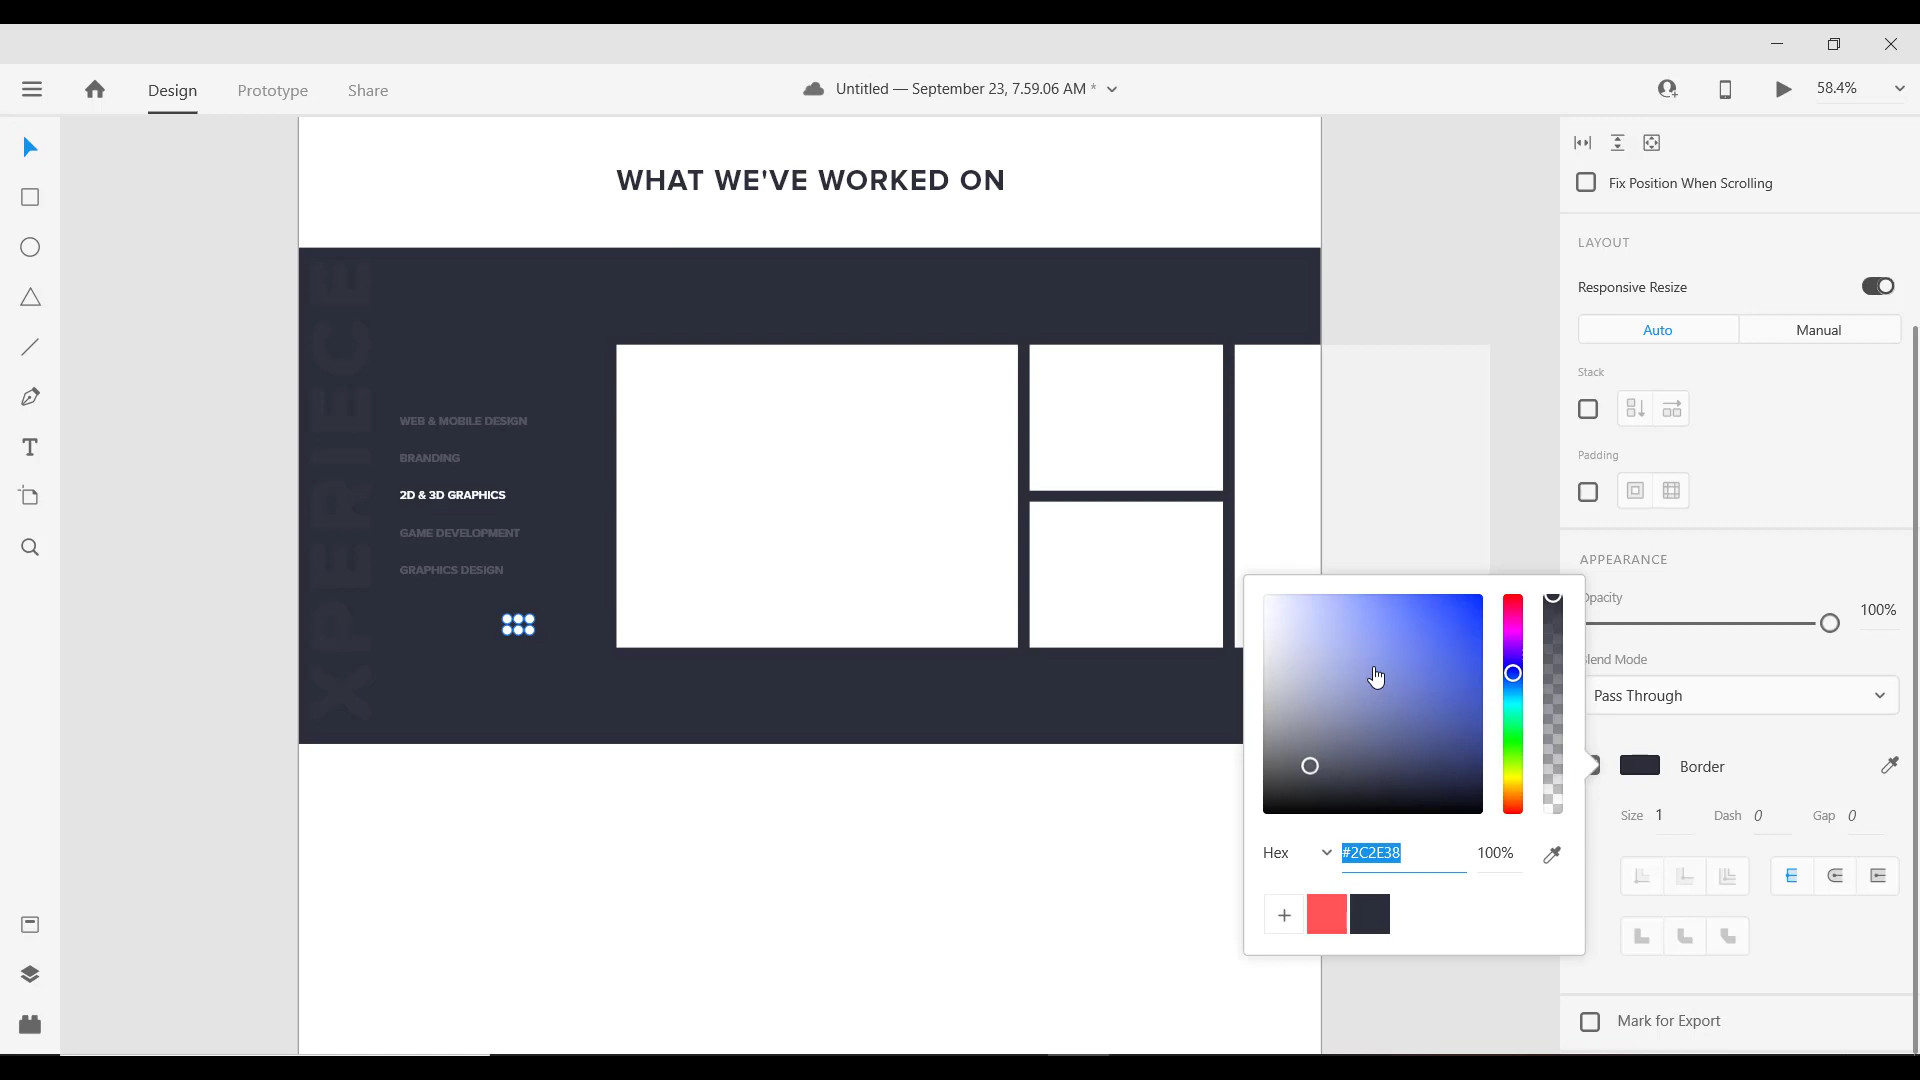 Design
Prototype
Share
Untitled — September 23, 7.59.06 AM *
58.4%
WHAT WE'VE WORKED ON
XPERIECE
WEB & MOBILE DESIGN
BRANDING
2D & 3D GRAPHICS
GAME DEVELOPMENT
GRAPHICS DESIGN
Fix Position When Scrolling
LAYOUT
Responsive Resize
Auto
Manual
Stack
Padding
APPEARANCE
pacity
100%
lend Mode
Pass Through
Border
Size 1
Dash 0
Gap 0
Hex
#2C2E38
100%
Mark for Export